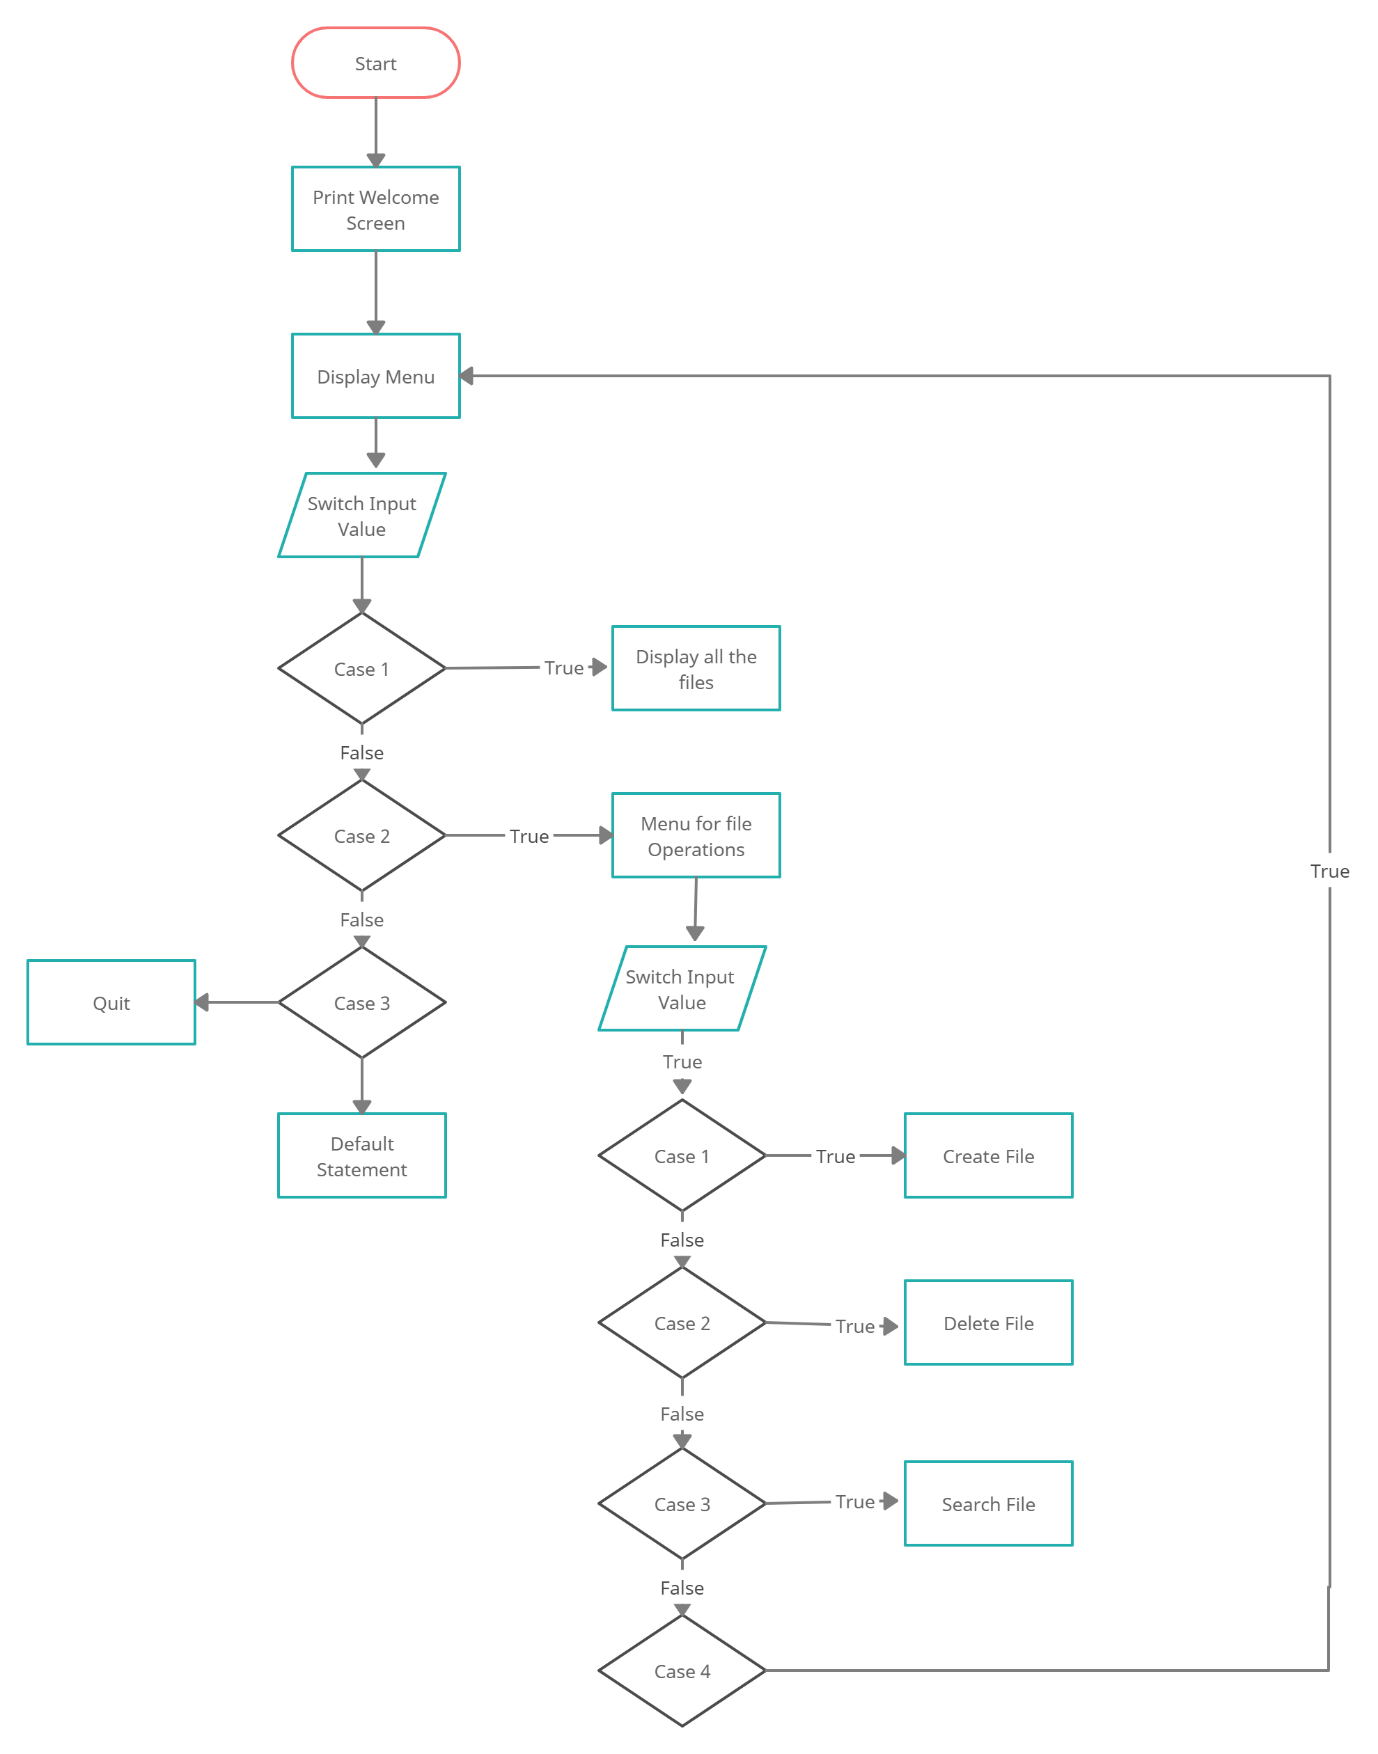 Start
Print Welcome
Screen
Display Menu
Switch Input
Value
Case 1
True
Display all the
files
False
Case 2
True
Menu for file
Operations
True
False
Switch Input
Value
Quit
Case 3
True
Default
Statement
Case 1
True
Create File
False
Case 2
True
Delete File
False
Case 3
True
Search File
False
Case 4